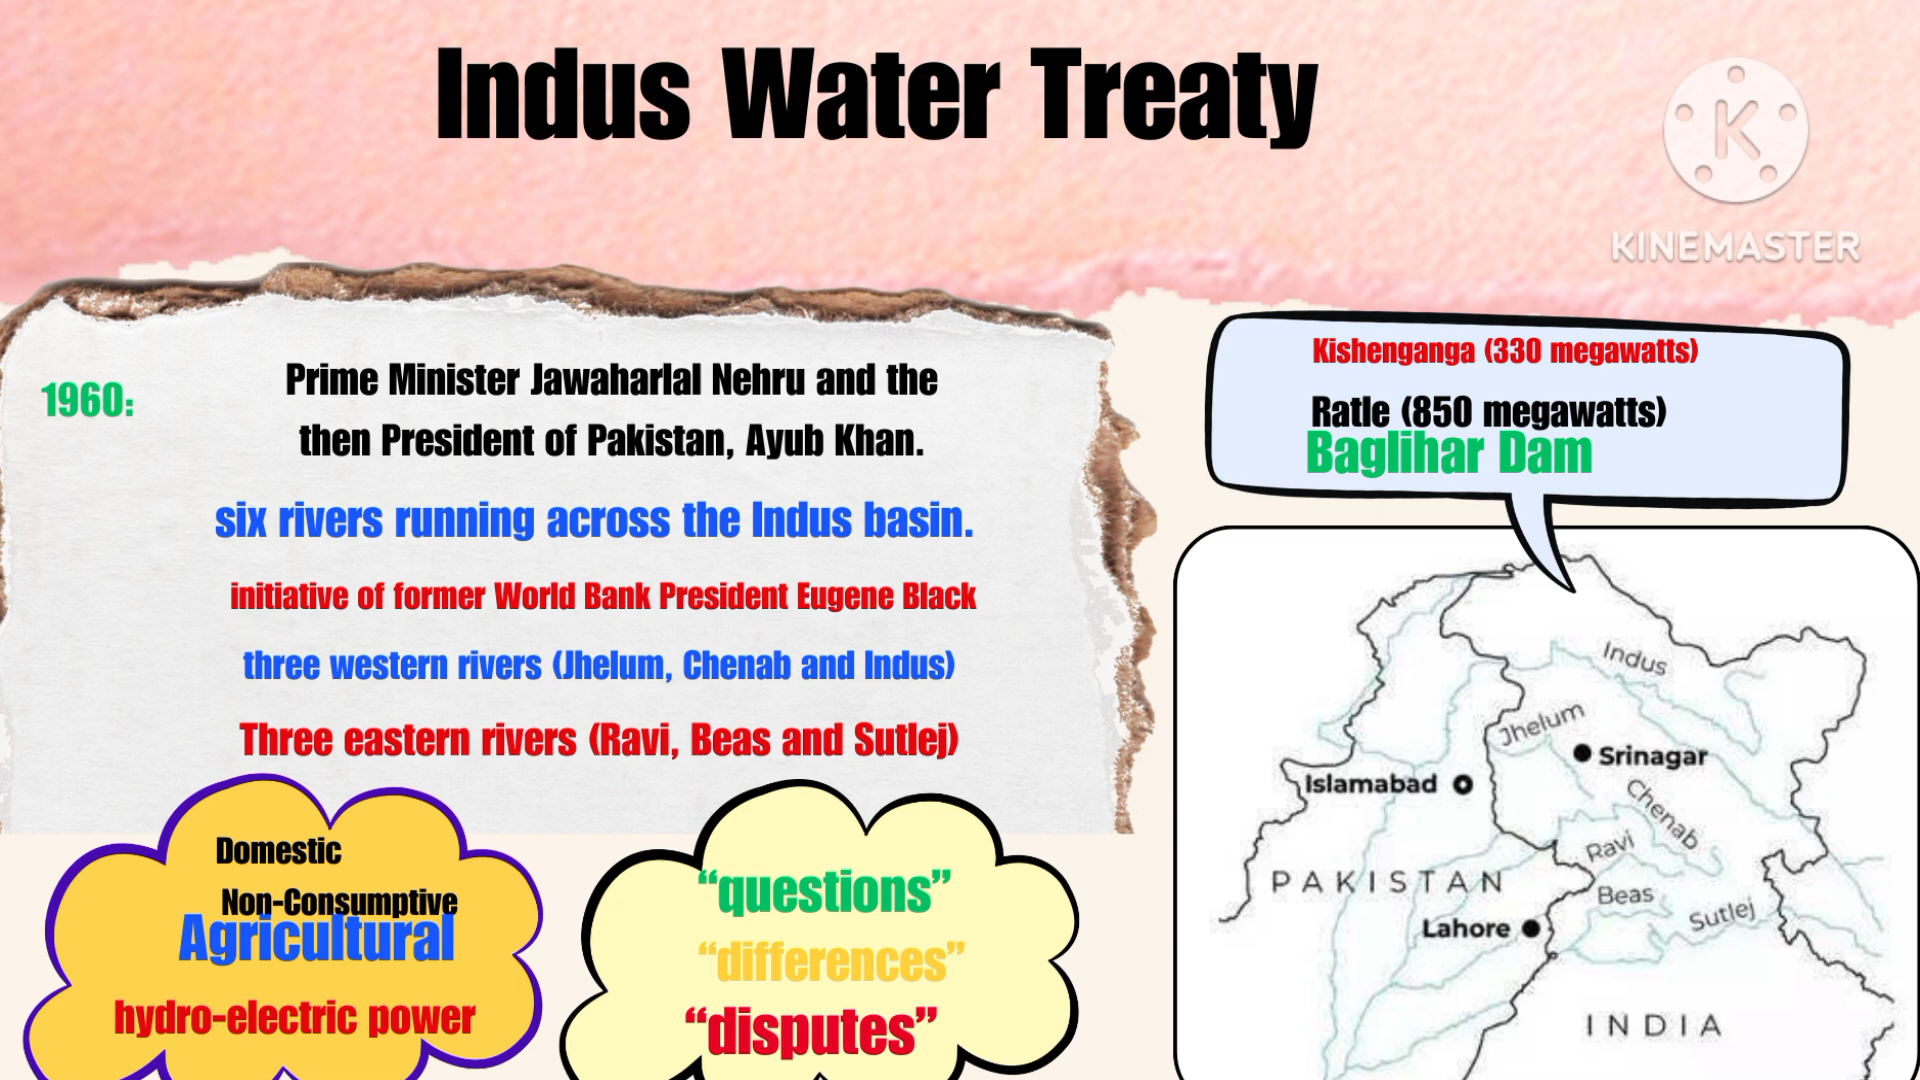 Indus Water Treaty
K
KINEMASTER
1960:
Prime Minister Jawaharlal Nehru and the
then President of Pakistan, Ayub Khan.
six rivers running across the Indus basin.
initiative of former World Bank President Eugene Black
three western rivers (Jhelum, Chenab and Indus)
Three eastern rivers (Ravi, Beas and Sutlej)
Domestic
Non-Consumptive
Agricultural
hydro-electric power
“questions”
“differences”
“disputes”
Kishenganga (330 megawatts)
Ratle (850 megawatts)
Baglihar Dam
Indus
Jhelum
Srinagar
Islamabad
Chenab
Ravi
PAKISTAN
Beas
Sutlej
Lahore
INDIA